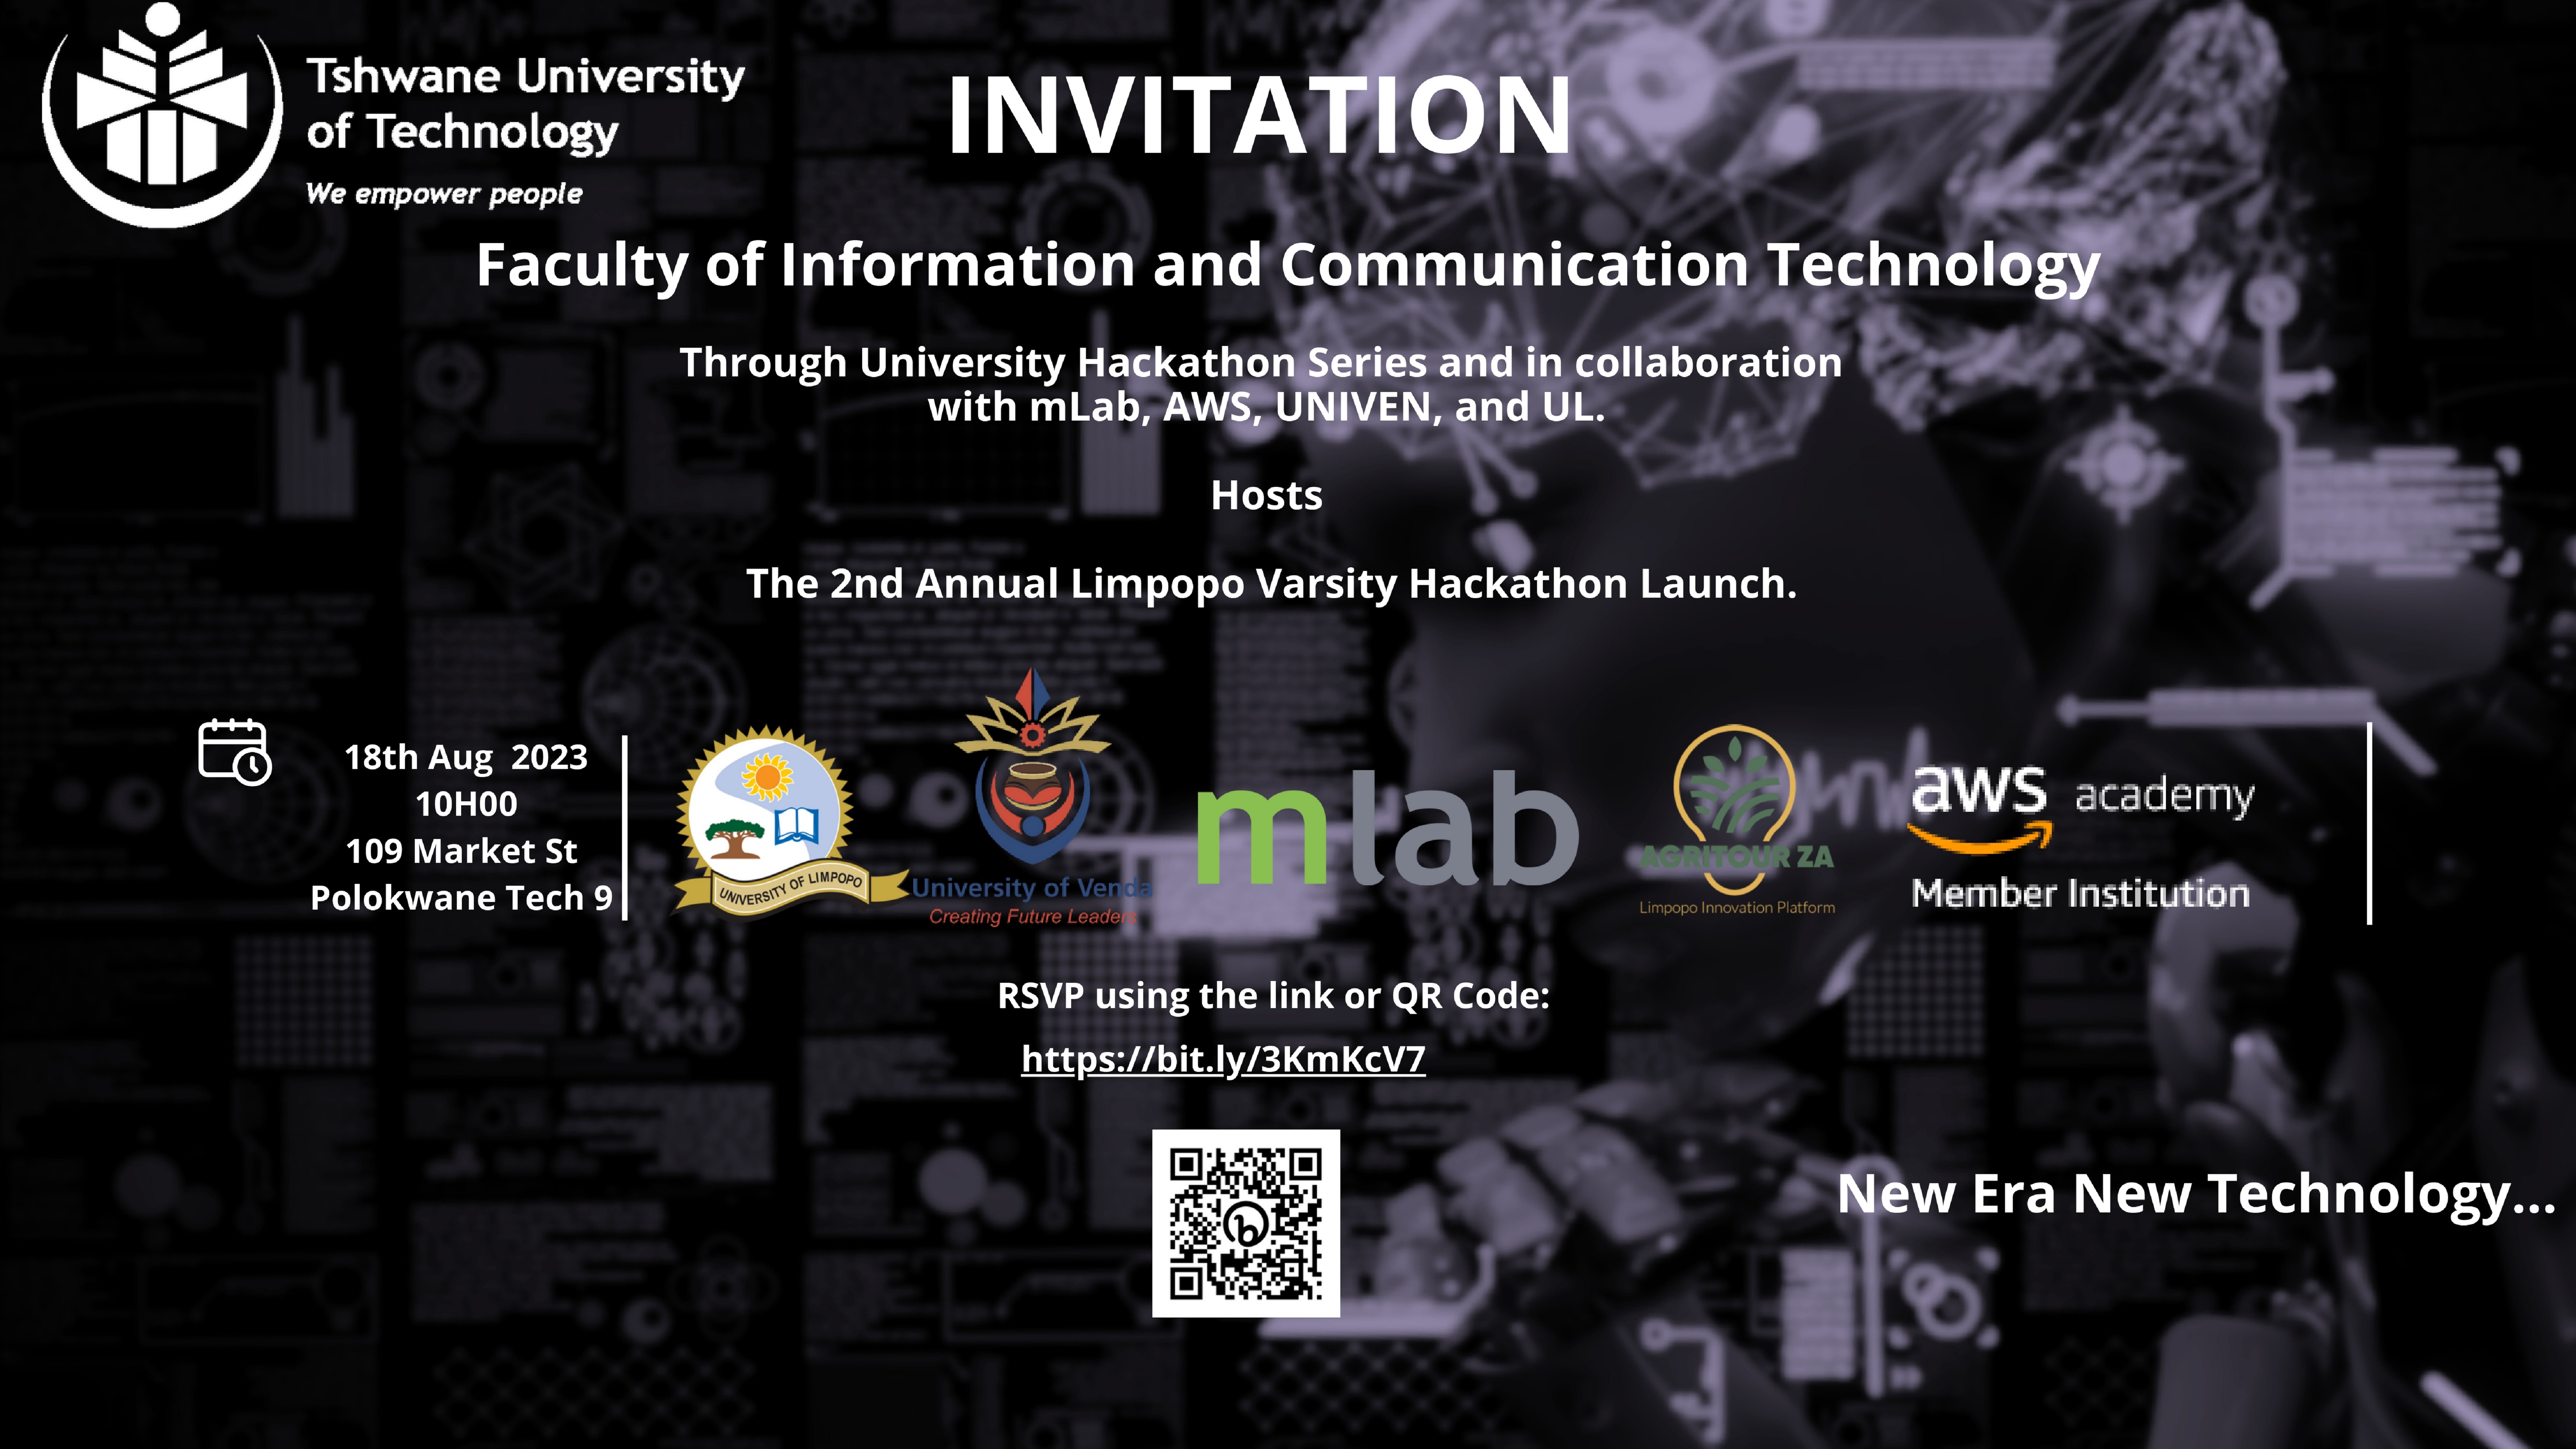 Tshwane University
of Technology
We empower people
INVITATION
Faculty of Information and Communication Technology
Through University Hackathon Series and in collaboration
with mLab, AWS, UNIVEN, and UL.
Hosts
The 2nd Annual Limpopo Varsity Hackathon Launch.
18th Aug 2023
10H00
109 Market St
Polokwane Tech 9
UNIVERSITY OF LIMPOPO
University of Venda
Creating Future Leaders
mlab
AGRITOUR ZA
Limpopo Innovation Platform
aws academy
Member Institution
RSVP using the link or QR Code:
https://bit.ly/3KmKcV7
New Era New Technology...